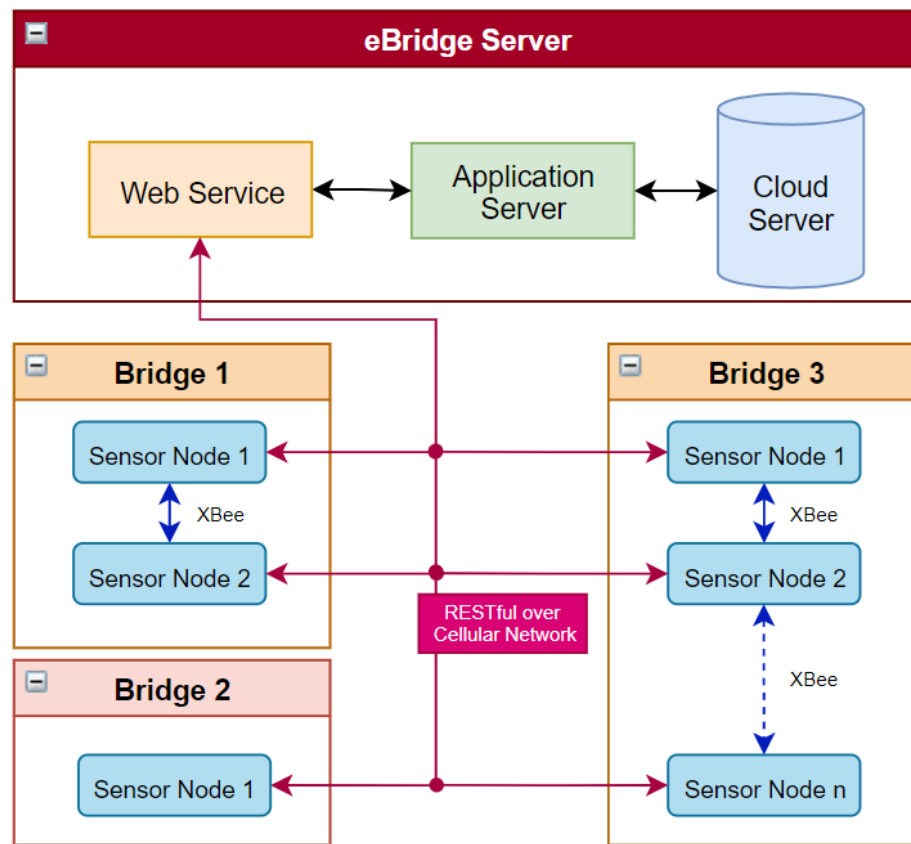 eBridge Server
Web Service
Application
Server
Cloud
Server
Bridge 1
Sensor Node 1
XBee
Sensor Node 2
Bridge 3
Sensor Node 1
XBee
Sensor Node 2
XBee
Sensor Node n
RESTful over
Cellular Network
Bridge 2
Sensor Node 1